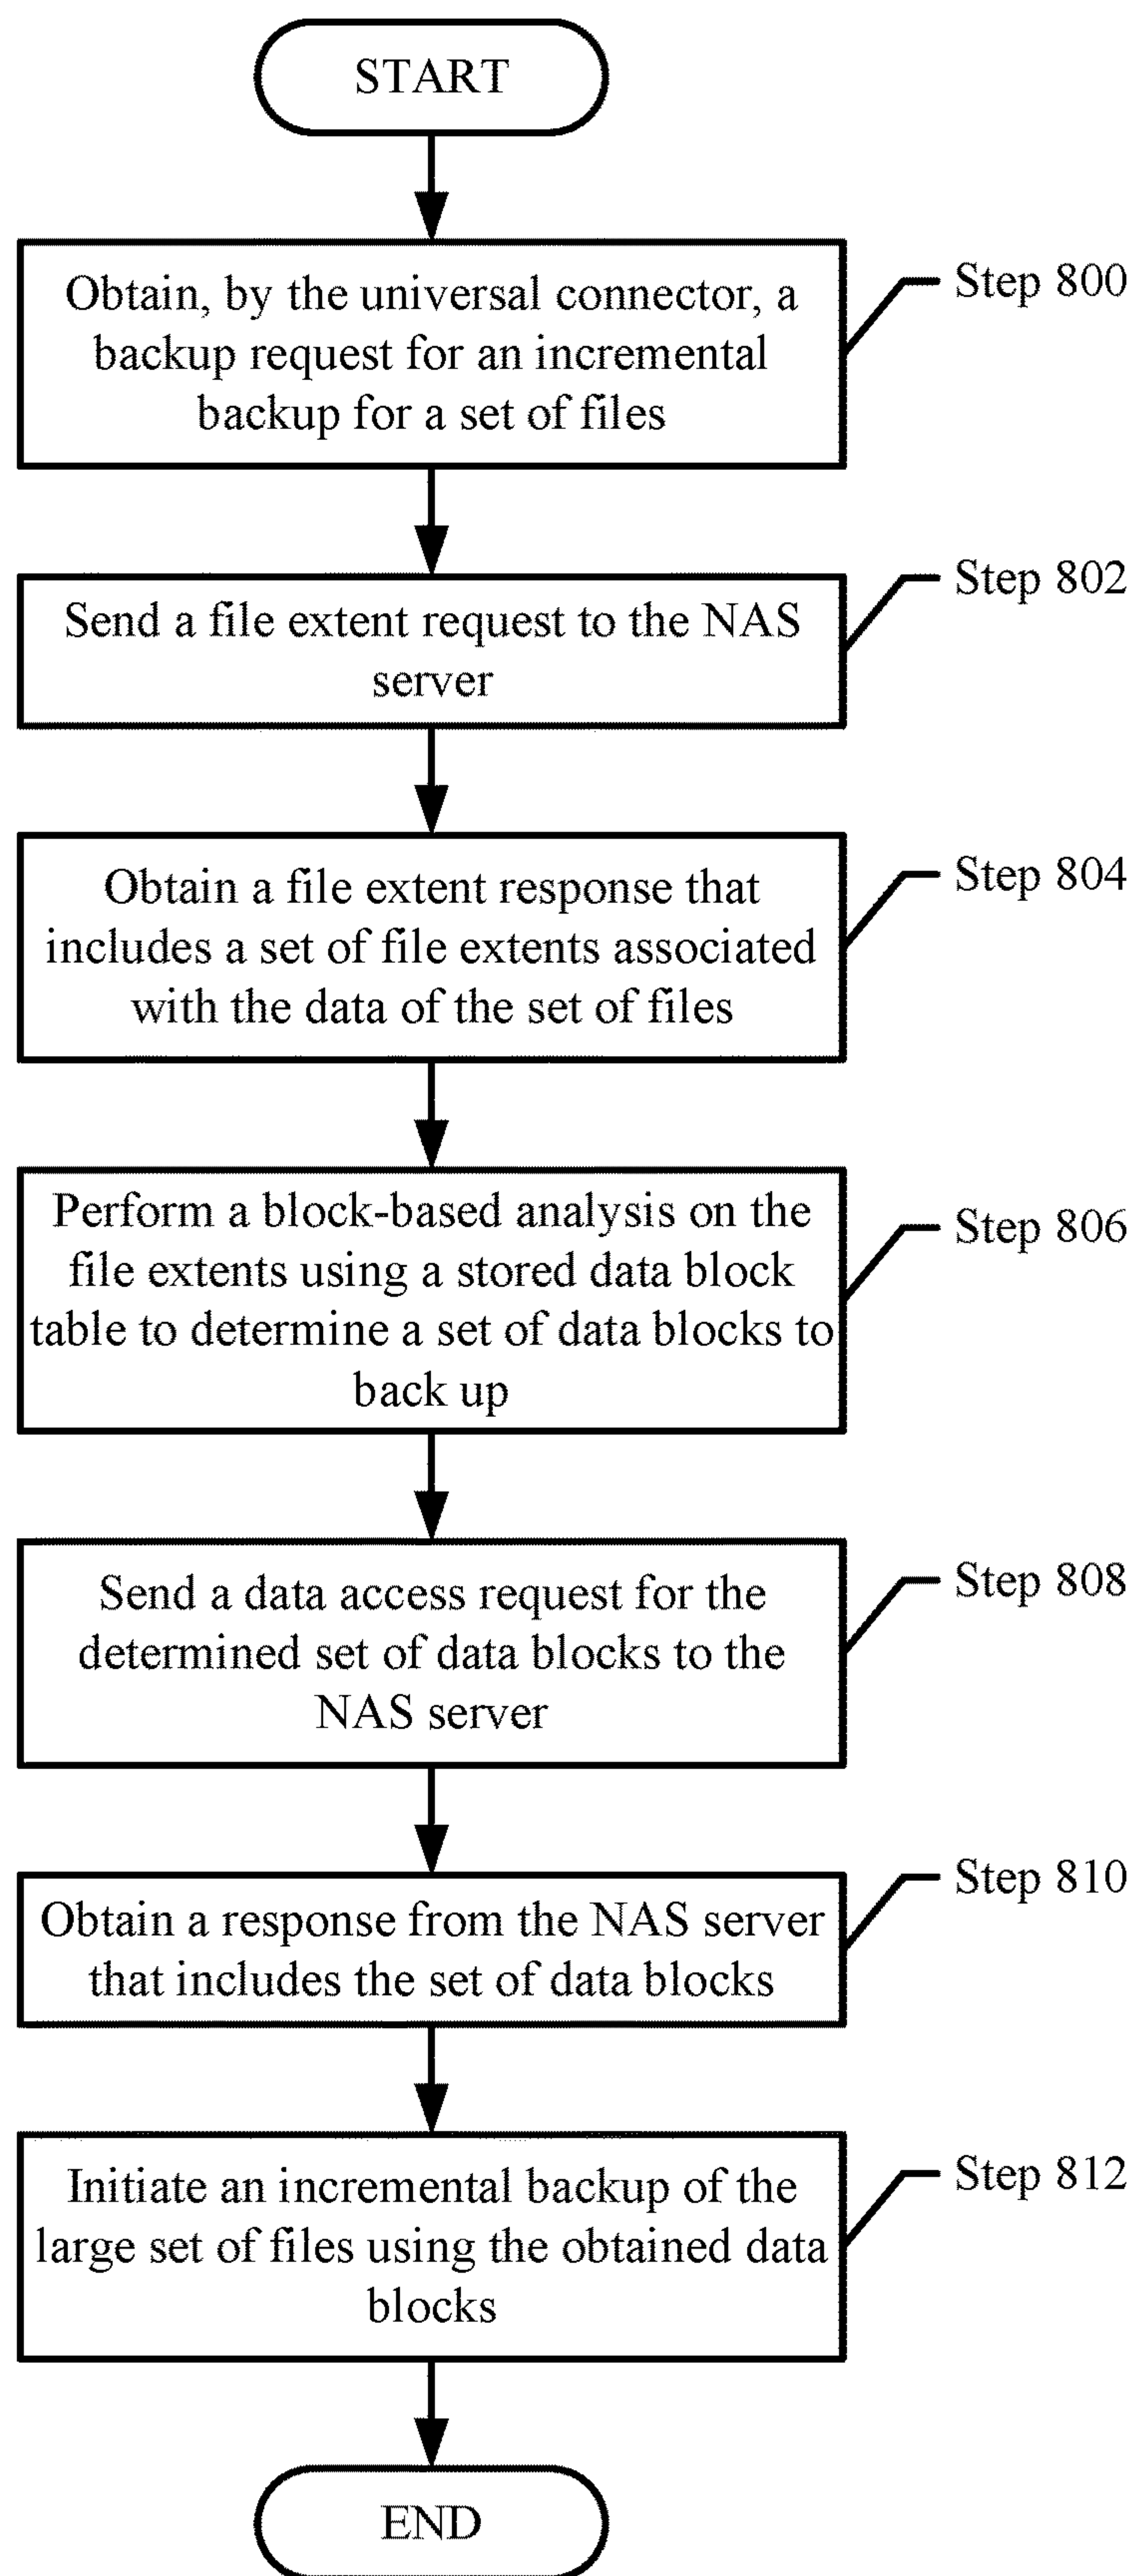 START
Obtain, by the universal connector, a
backup request for an incremental
backup for a set of files
Step 800
Send a file extent request to the NAS
server
Step 802
Obtain a file extent response that
includes a set of file extents associated
with the data of the set of files
Step 804
Perform a block-based analysis on the
file extents using a stored data block
table to determine a set of data blocks to
back up
Step 806
Send a data access request for the
determined set of data blocks to the
NAS server
Step 808
Obtain a response from the NAS server
that includes the set of data blocks
Step 810
Initiate an incremental backup of the
large set of files using the obtained data
blocks
Step 812
END